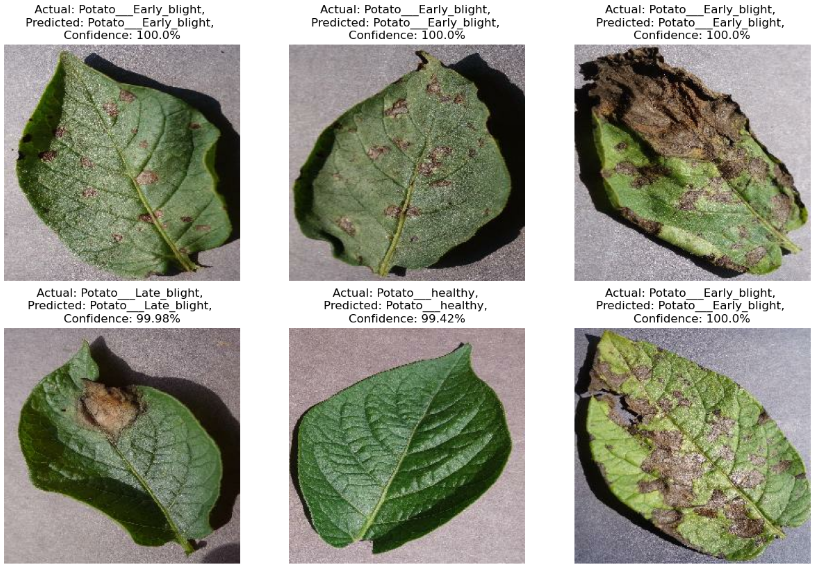 Actual: Potato___Early_blight,
Predicted: Potato___Early_blight,
Confidence: 100.0%
Actual: Potato___Early_blight,
Predicted: Potato___Early_blight,
Confidence: 100.0%
Actual: Potato___Early_blight,
Predicted: Potato___Early_blight,
Confidence: 100.0%
Actual: Potato___Late_blight,
Predicted: Potato___Late_blight,
Confidence: 99.98%
Actual: Potato___healthy,
Predicted: Potato___healthy,
Confidence: 99.42%
Actual: Potato___Early_blight,
Predicted: Potato___Early_blight,
Confidence: 100.0%